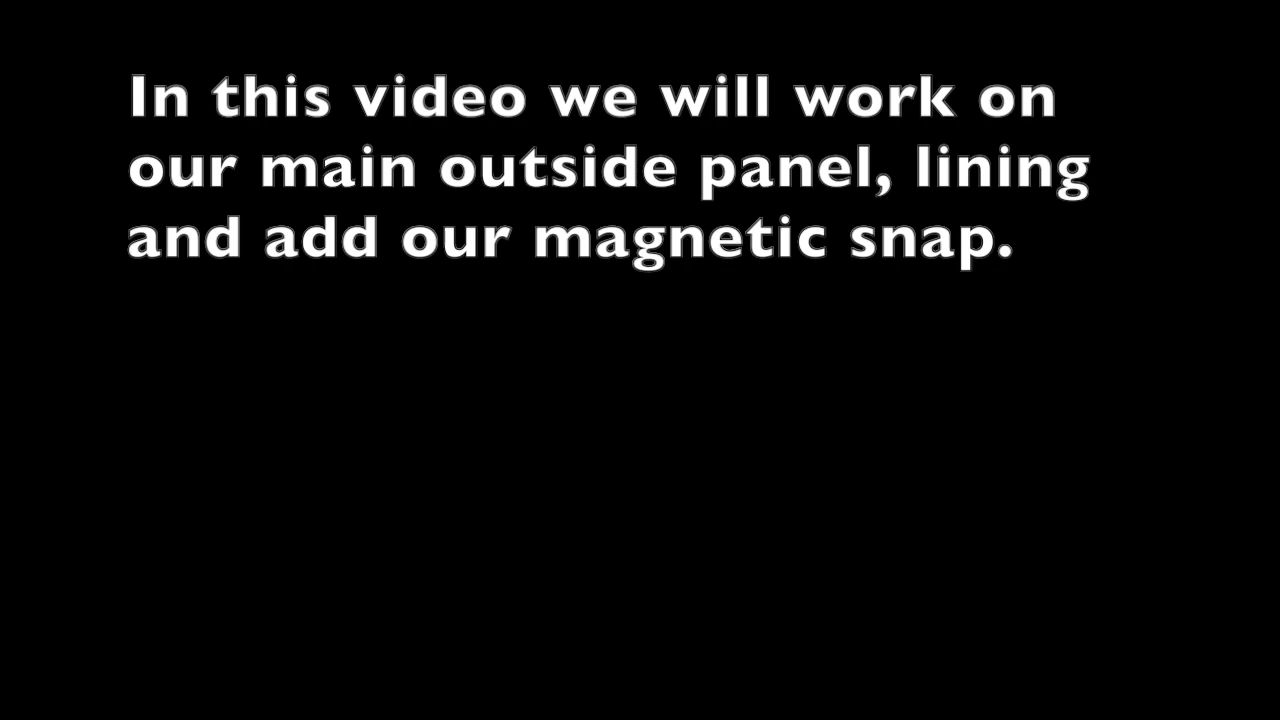 In this video we will work on
our main outside panel, lining
and add our magnetic snap.